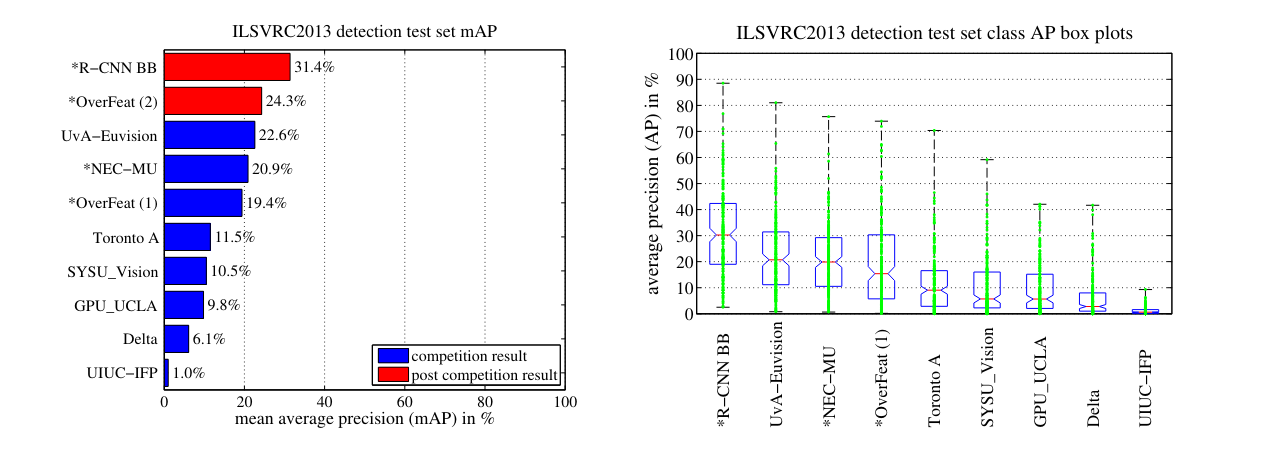 ILSVRC2013 detection test set mAP
*R−CNN BB 31.4%
*OverFeat (2) 24.3%
UvA−Euvision 22.6%
*NEC−MU 20.9%
*OverFeat (1) 19.4%
Toronto A 11.5%
SYSU_Vision 10.5%
GPU_UCLA 9.8%
Delta 6.1%
UIUC−IFP 1.0%
competition result
post competition result
0 20 40 60 80 100
mean average precision (mAP) in %
ILSVRC2013 detection test set class AP box plots
average precision (AP) in %
100
90
80
70
60
50
40
30
20
10
0
*R−CNN BB
UvA−Euvision
*NEC−MU
*OverFeat (1)
Toronto A
SYSU_Vision
GPU_UCLA
Delta
UIUC−IFP